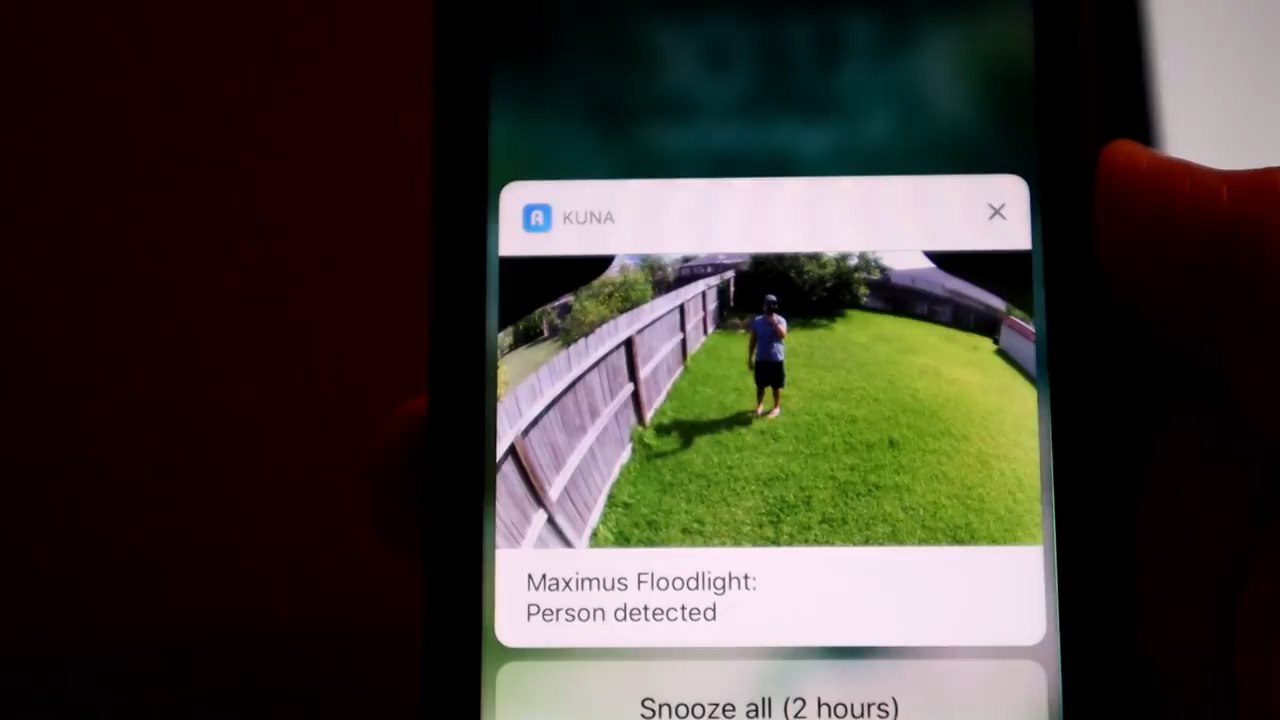 KUNA
Maximus Floodlight:
Person detected
Snooze all (2 hours)